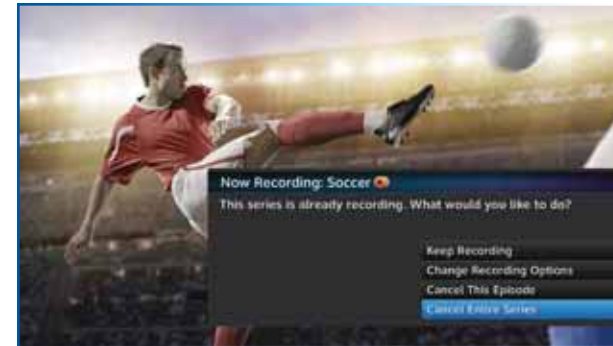 Now Recording: Soccer
This series is already recording. What would you like to do?
Keep Recording
Change Recording Options
Cancel This Episode
Cancel Entire Series